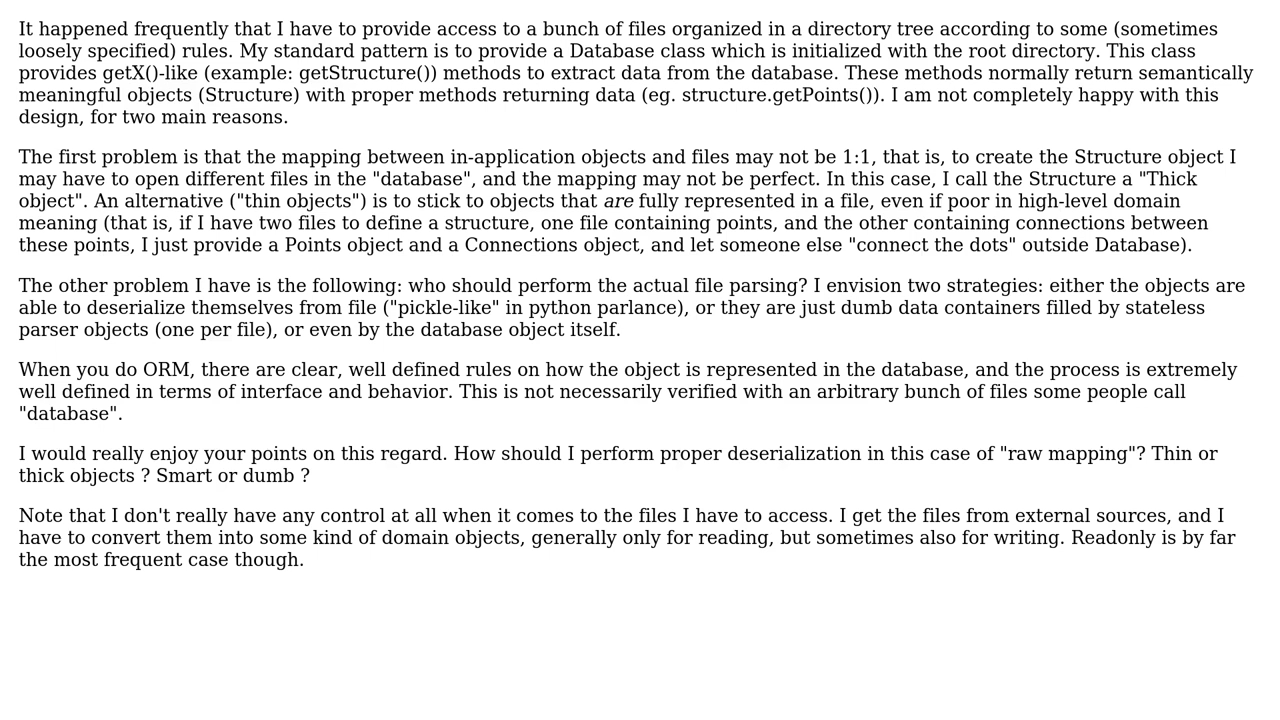 It happened frequently that I have to provide access to a bunch of files organized in a directory tree according to some (sometimes
loosely specified) rules. My standard pattern is to provide a Database class which is initialized with the root directory. This class
provides getX()-like (example: getStructure()) methods to extract data from the database. These methods normally return semantically
meaningful objects (Structure) with proper methods returning data (eg. structure.getPoints()). I am not completely happy with this
design, for two main reasons.
The first problem is that the mapping between in-application objects and files may not be 1:1, that is, to create the Structure object I
may have to open different files in the "database", and the mapping may not be perfect. In this case, I call the Structure a "Thick
object". An alternative ("thin objects") is to stick to objects that are fully represented in a file, even if poor in high-level domain
meaning (that is, if I have two files to define a structure, one file containing points, and the other containing connections between
these points, I just provide a Points object and a Connections object, and let someone else "connect the dots" outside Database).
The other problem I have is the following: who should perform the actual file parsing? I envision two strategies: either the objects are
able to deserialize themselves from file ("pickle-like" in python parlance), or they are just dumb data containers filled by stateless
parser objects (one per file), or even by the database object itself.
When you do ORM, there are clear, well defined rules on how the object is represented in the database, and the process is extremely
well defined in terms of interface and behavior. This is not necessarily verified with an arbitrary bunch of files some people call
"database".
I would really enjoy your points on this regard. How should I perform proper deserialization in this case of "raw mapping"? Thin or
thick objects ? Smart or dumb ?
Note that I don't really have any control at all when it comes to the files I have to access. I get the files from external sources, and I
have to convert them into some kind of domain objects, generally only for reading, but sometimes also for writing. Readonly is by far
the most frequent case though.